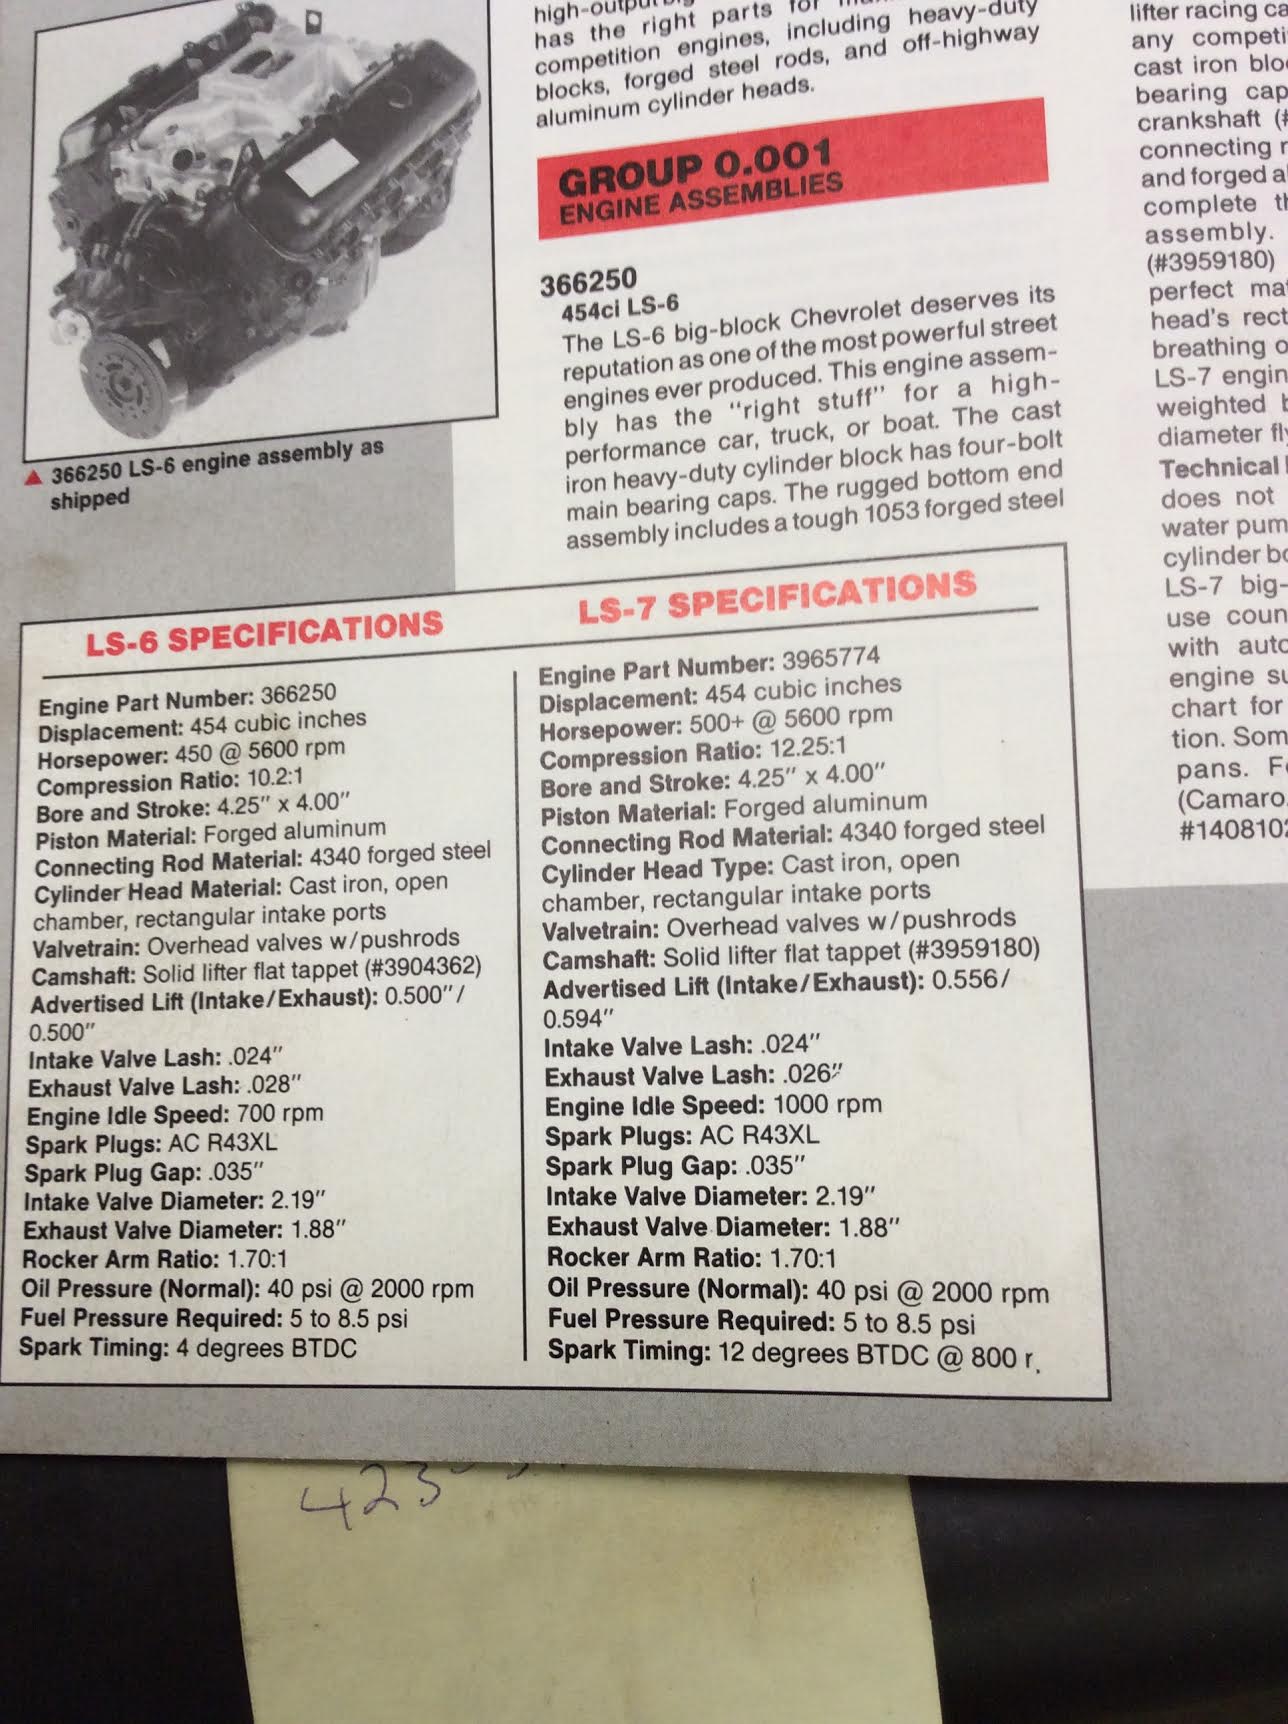 high-output
has the right parts for
competition engines, including heavy-duty
blocks, forged steel rods, and off-highway
aluminum cylinder heads.
GROUP 0.001
ENGINE ASSEMBLIES
366250
454ci LS-6
The LS-6 big-block Chevrolet deserves its
reputation as one of the most powerful street
engines ever produced. This engine assem-
bly has the "right stuff" for a high-
performance car, truck, or boat. The cast
iron heavy-duty cylinder block has four-bolt
main bearing caps. The rugged bottom end
assembly includes a tough 1053 forged steel
▲ 366250 LS-6 engine assembly as
shipped
lifter racing
any
cast iron
bearing
crankshaft
connecting
and forged
complete
assembly.
(#3959180)
perfect
head's
breathing
LS-7
weighted
diameter
Technical
does not
water
cylinder
LS-7 big-
use
with
engine
chart for
tion.
pans.
(Camaro
LS-6 SPECIFICATIONS
Engine Part Number: 366250
Displacement: 454 cubic inches
Horsepower: 450 @ 5600 rpm
Compression Ratio: 10.2:1
Bore and Stroke: 4.25" x 4.00"
Piston Material: Forged aluminum
Connecting Rod Material: 4340 forged steel
Cylinder Head Material: Cast iron, open
chamber, rectangular intake ports
Valvetrain: Overhead valves w/pushrods
Camshaft: Solid lifter flat tappet (#3904362)
Advertised Lift (Intake/Exhaust): 0.500"/
0.500"
Intake Valve Lash: .024"
Exhaust Valve Lash: .028"
Engine Idle Speed: 700 rpm
Spark Plugs: AC R43XL
Spark Plug Gap: .035"
Intake Valve Diameter: 2.19"
Exhaust Valve Diameter: 1.88"
Rocker Arm Ratio: 1.70:1
Oil Pressure (Normal): 40 psi @ 2000 rpm
Fuel Pressure Required: 5 to 8.5 psi
Spark Timing: 4 degrees BTDC
LS-7 SPECIFICATIONS
Engine Part Number: 3965774
Displacement: 454 cubic inches
Horsepower: 500+ @ 5600 rpm
Compression Ratio: 12.25:1
Bore and Stroke: 4.25" x 4.00"
Piston Material: Forged aluminum
Connecting Rod Material: 4340 forged steel
Cylinder Head Type: Cast iron, open
chamber, rectangular intake ports
Valvetrain: Overhead valves w/pushrods
Camshaft: Solid lifter flat tappet (#3959180)
Advertised Lift (Intake/Exhaust): 0.556/
0.594"
Intake Valve Lash: .024"
Exhaust Valve Lash: .026"
Engine Idle Speed: 1000 rpm
Spark Plugs: AC R43XL
Spark Plug Gap: .035"
Intake Valve Diameter: 2.19"
Exhaust Valve Diameter: 1.88"
Rocker Arm Ratio: 1.70:1
Oil Pressure (Normal): 40 psi @ 2000 rpm
Fuel Pressure Required: 5 to 8.5 psi
Spark Timing: 12 degrees BTDC @ 800 r.
423-